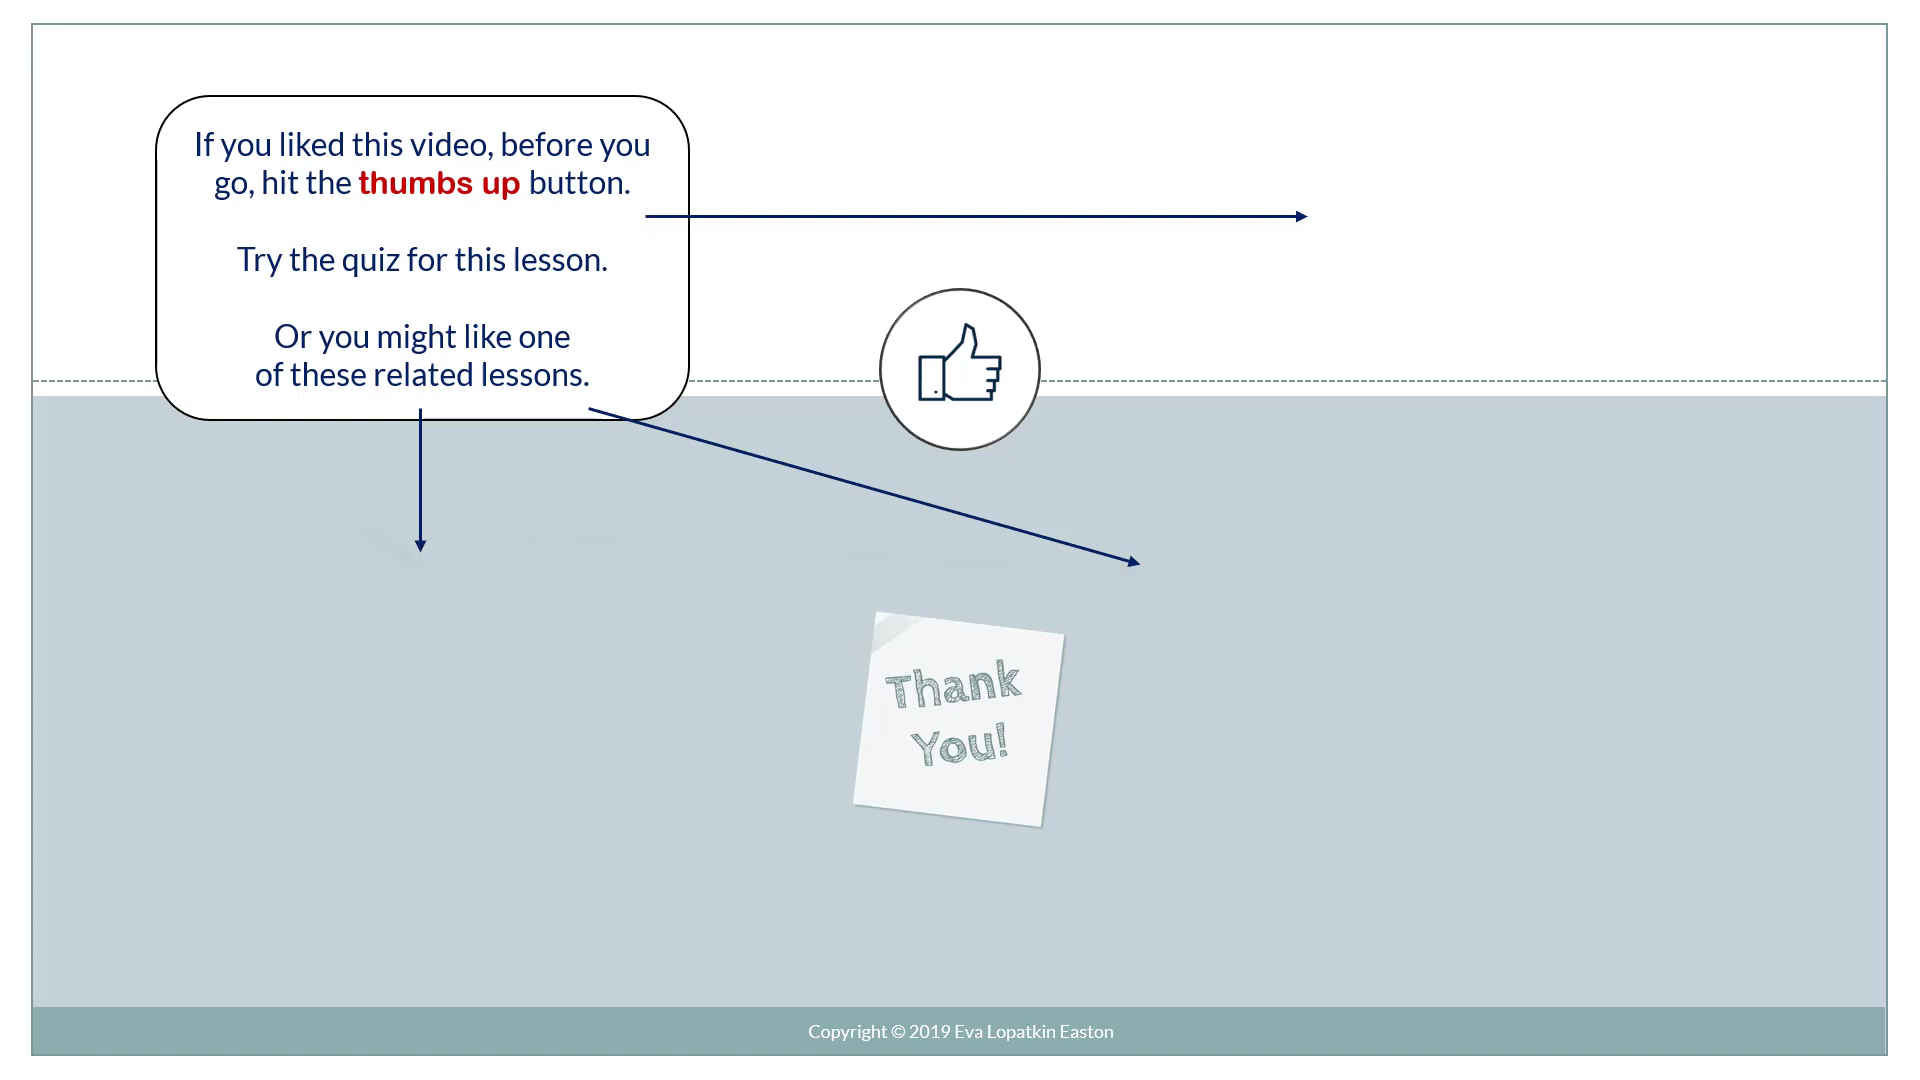 If you liked this video, before you
go, hit the thumbs up button.
Try the quiz for this lesson.
Or you might like one
of these related lessons.
Thank
You!
Copyright © 2019 Eva Lopatkin Easton